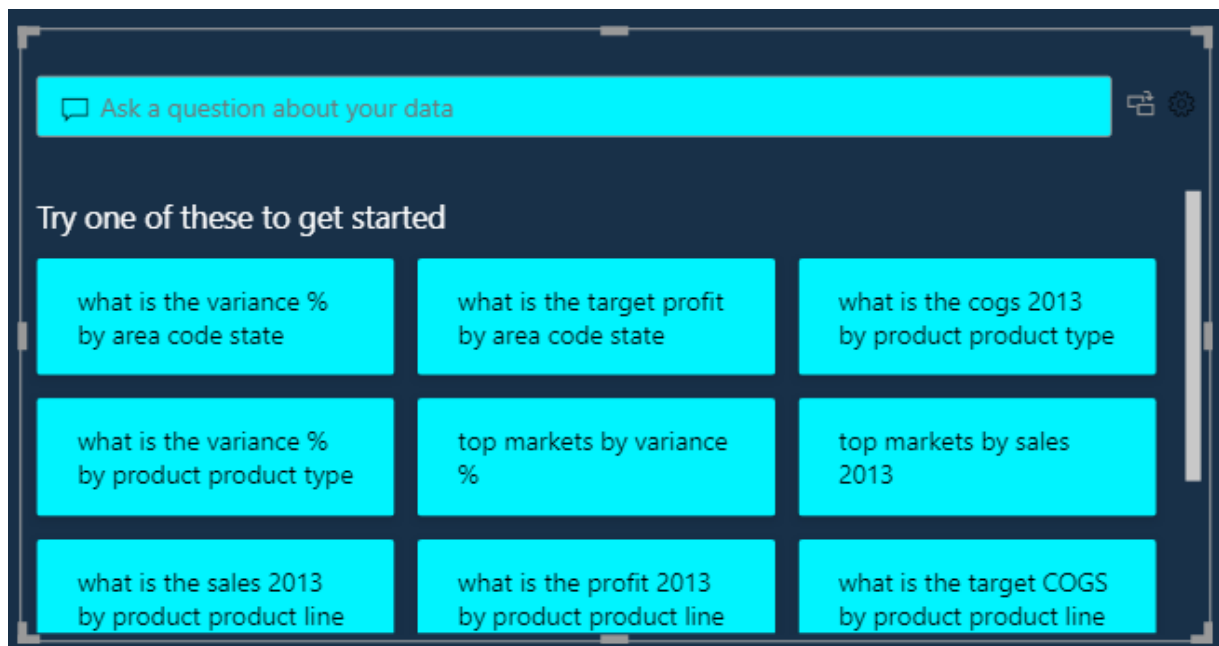 Ask a question about your data
Try one of these to get started
what is the variance %
by area code state
what is the target profit
by area code state
what is the cogs 2013
by product product type
what is the variance %
by product product type
top markets by variance
%
top markets by sales
2013
what is the sales 2013
by product product line
what is the profit 2013
by product product line
what is the target COGS
by product product line